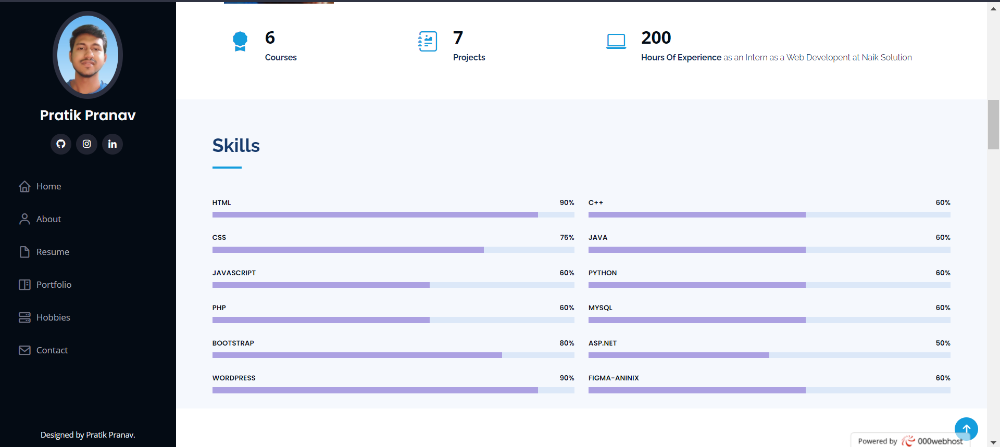 Pratik Pranav
Home
About
Resume
Portfolio
Hobbies
Contact
Designed by Pratik Pranav.
6
Courses
7
Projects
200
Hours Of Experience as an Intern as a Web Developent at Naik Solution
Skills
HTML 90%
CSS 75%
JAVASCRIPT 60%
PHP 60%
BOOTSTRAP 80%
WORDPRESS 90%
C++ 60%
JAVA 60%
PYTHON 60%
MYSQL 60%
ASP.NET 50%
FIGMA-ANINIX 60%
Powered by 000webhost